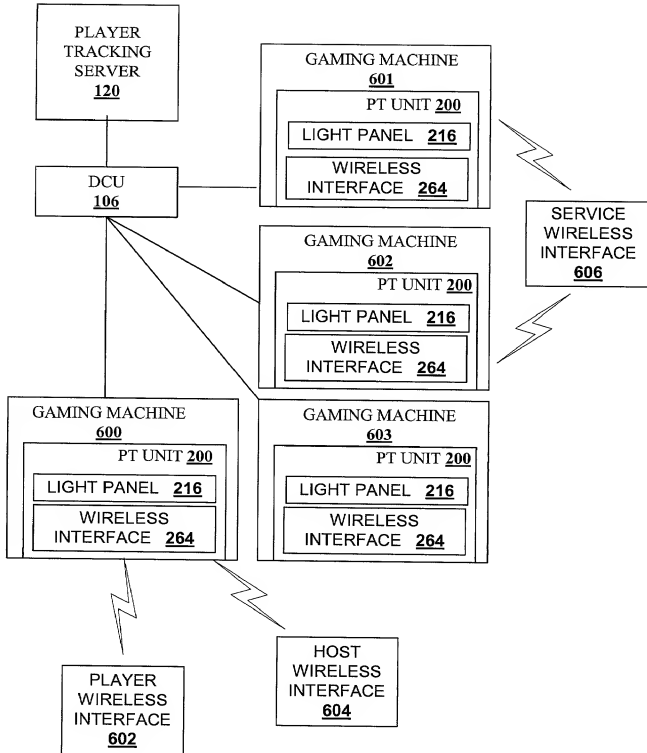 PLAYER
TRACKING
SERVER
120
DCU
106
GAMING MACHINE
601
PT UNIT 200
LIGHT PANEL 216
WIRELESS
INTERFACE 264
GAMING MACHINE
602
PT UNIT 200
LIGHT PANEL 216
WIRELESS
INTERFACE 264
SERVICE
WIRELESS
INTERFACE
606
GAMING MACHINE
600
PT UNIT 200
LIGHT PANEL 216
WIRELESS
INTERFACE 264
GAMING MACHINE
603
PT UNIT 200
LIGHT PANEL 216
WIRELESS
INTERFACE 264
PLAYER
WIRELESS
INTERFACE
602
HOST
WIRELESS
INTERFACE
604